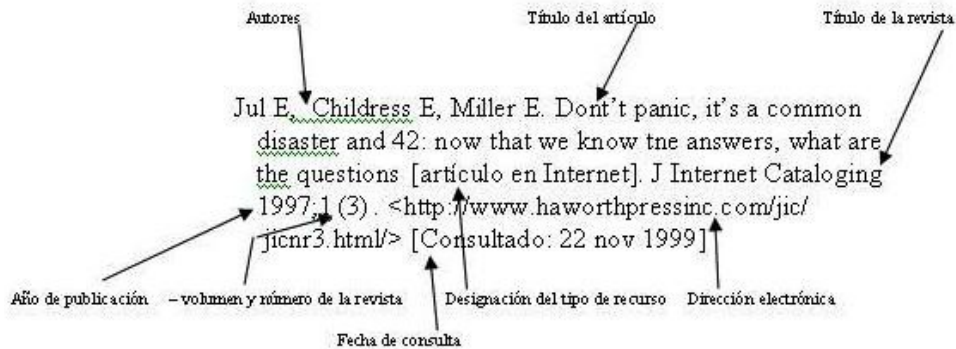 Autores Título del artículo Título de la revista
Jul E, Childress E, Miller E. Dont't panic, it's a common
disaster and 42: now that we know tne answers, what are
the questions [artículo en Internet]. J Internet Cataloging
1997;1 (3) . <http://www.haworthpressinc.com/jic/
jicnr3.html/> [Consultado: 22 nov 1999]
Año de publicación – volumen y número de la revista Designación del tipo de recurso Dirección electrónica
Fecha de consulta